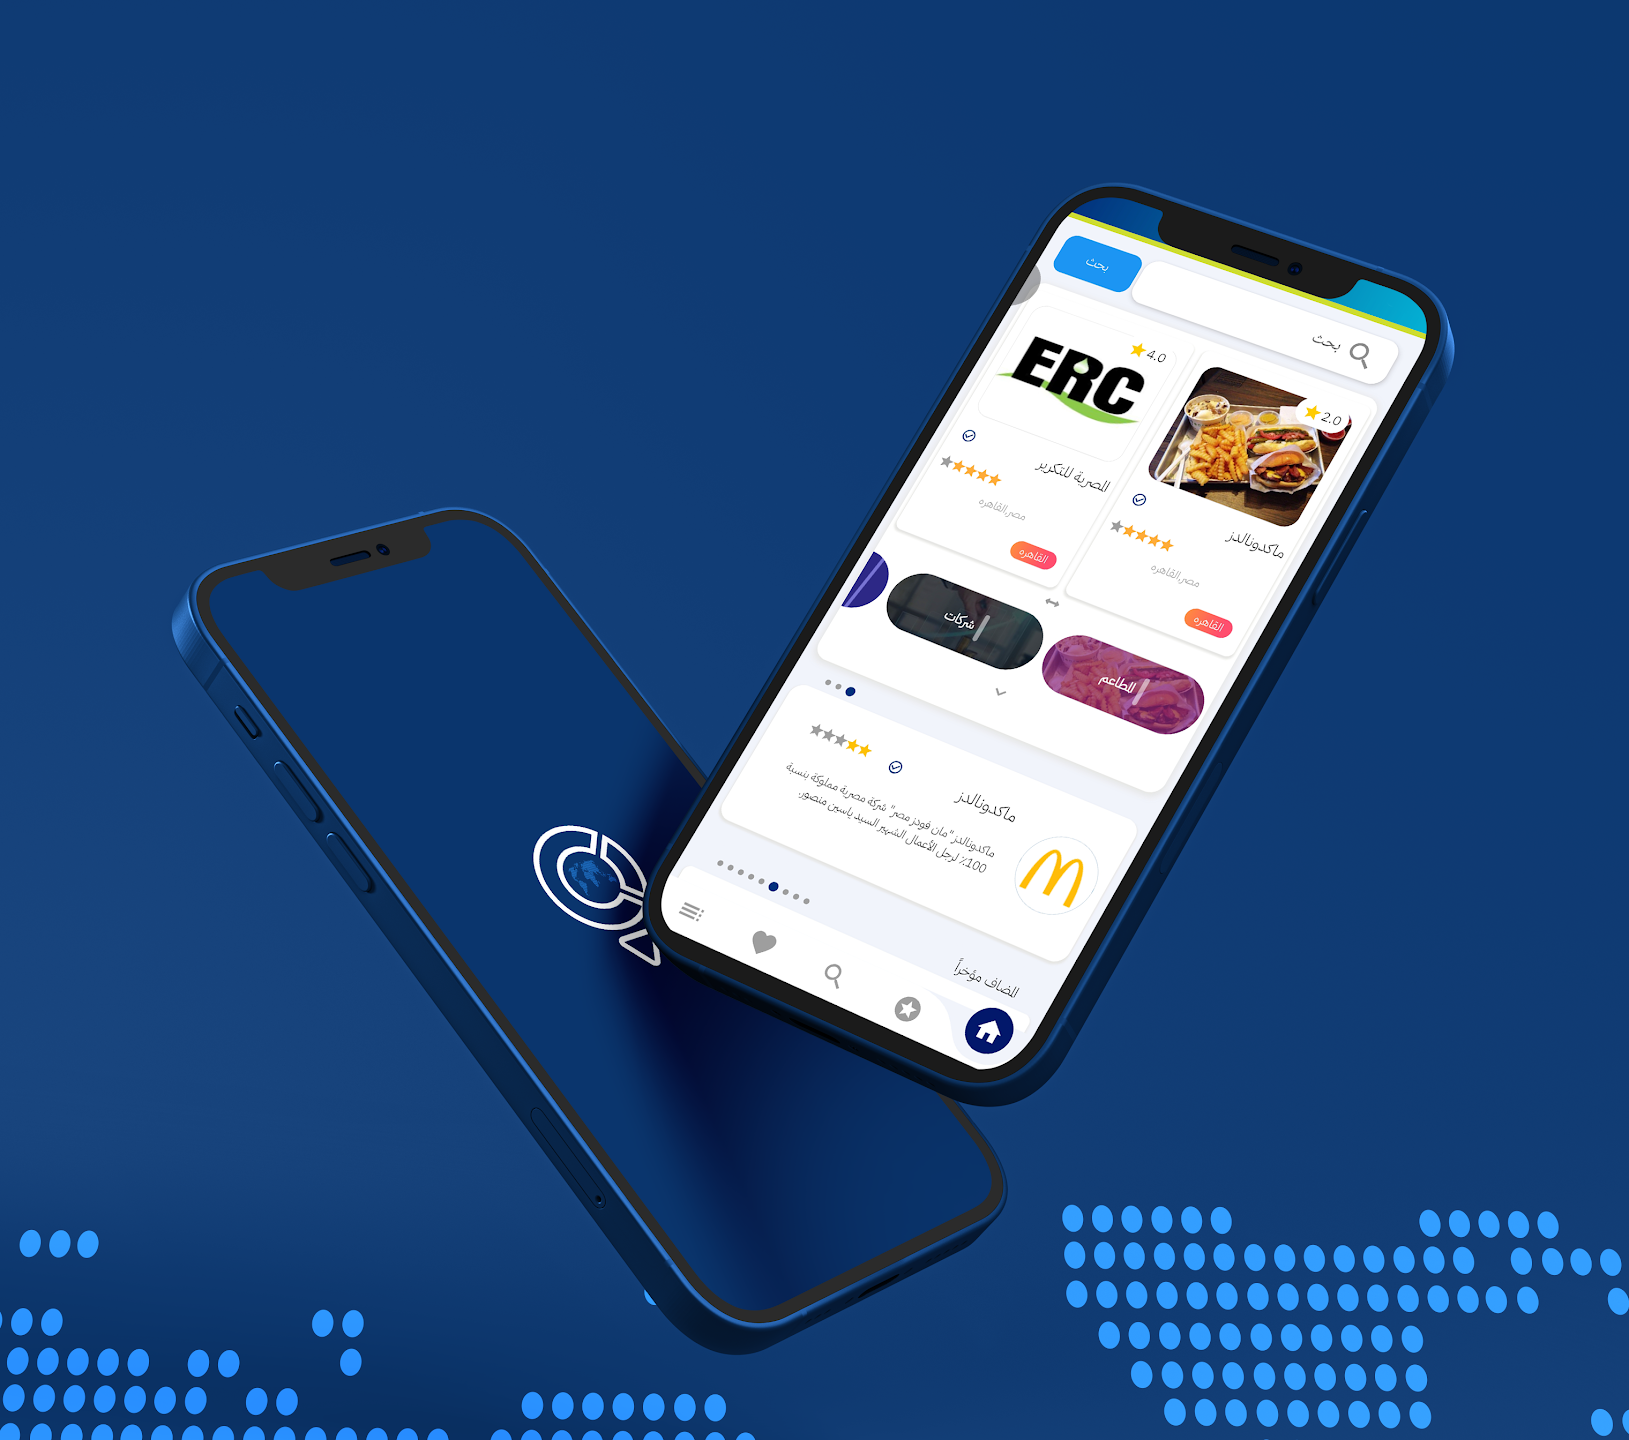 بحث
بحث
2.0
4.0
ERC
ماكدونالدز
مصر,القاهره
القاهره
المصرية للتكرير
مصر,القاهره
القاهره
المطاعم
شركات
ماكدونالدز
ماكدونالدز "مان فودز مصر" شركة مصرية مملوكة بنسبة
100٪ لرجل الأعمال الشهير السيد ياسين منصور.
المضاف مؤخراً